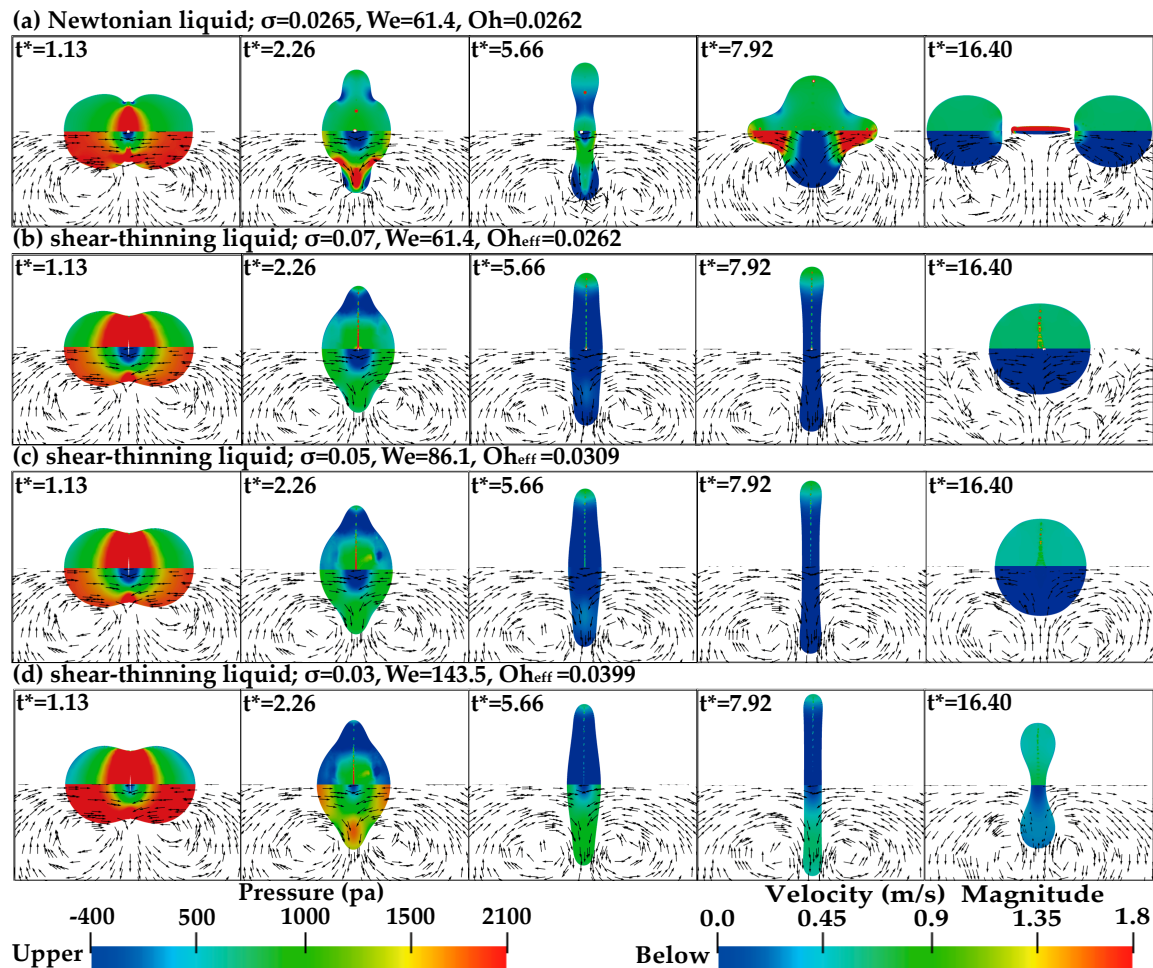 (a) Newtonian liquid; σ=0.0265, We=61.4, Oh=0.0262
t*=1.13 t*=2.26 t*=5.66 t*=7.92 t*=16.40
(b) shear-thinning liquid; σ=0.07, We=61.4, Oheff=0.0262
t*=1.13 t*=2.26 t*=5.66 t*=7.92 t*=16.40
(c) shear-thinning liquid; σ=0.05, We=86.1, Oheff=0.0309
t*=1.13 t*=2.26 t*=5.66 t*=7.92 t*=16.40
(d) shear-thinning liquid; σ=0.03, We=143.5, Oheff=0.0399
t*=1.13 t*=2.26 t*=5.66 t*=7.92 t*=16.40
Pressure (pa) Velocity (m/s) Magnitude
-400 500 1000 1500 2100 0.0 0.45 0.9 1.35 1.8
Upper Below